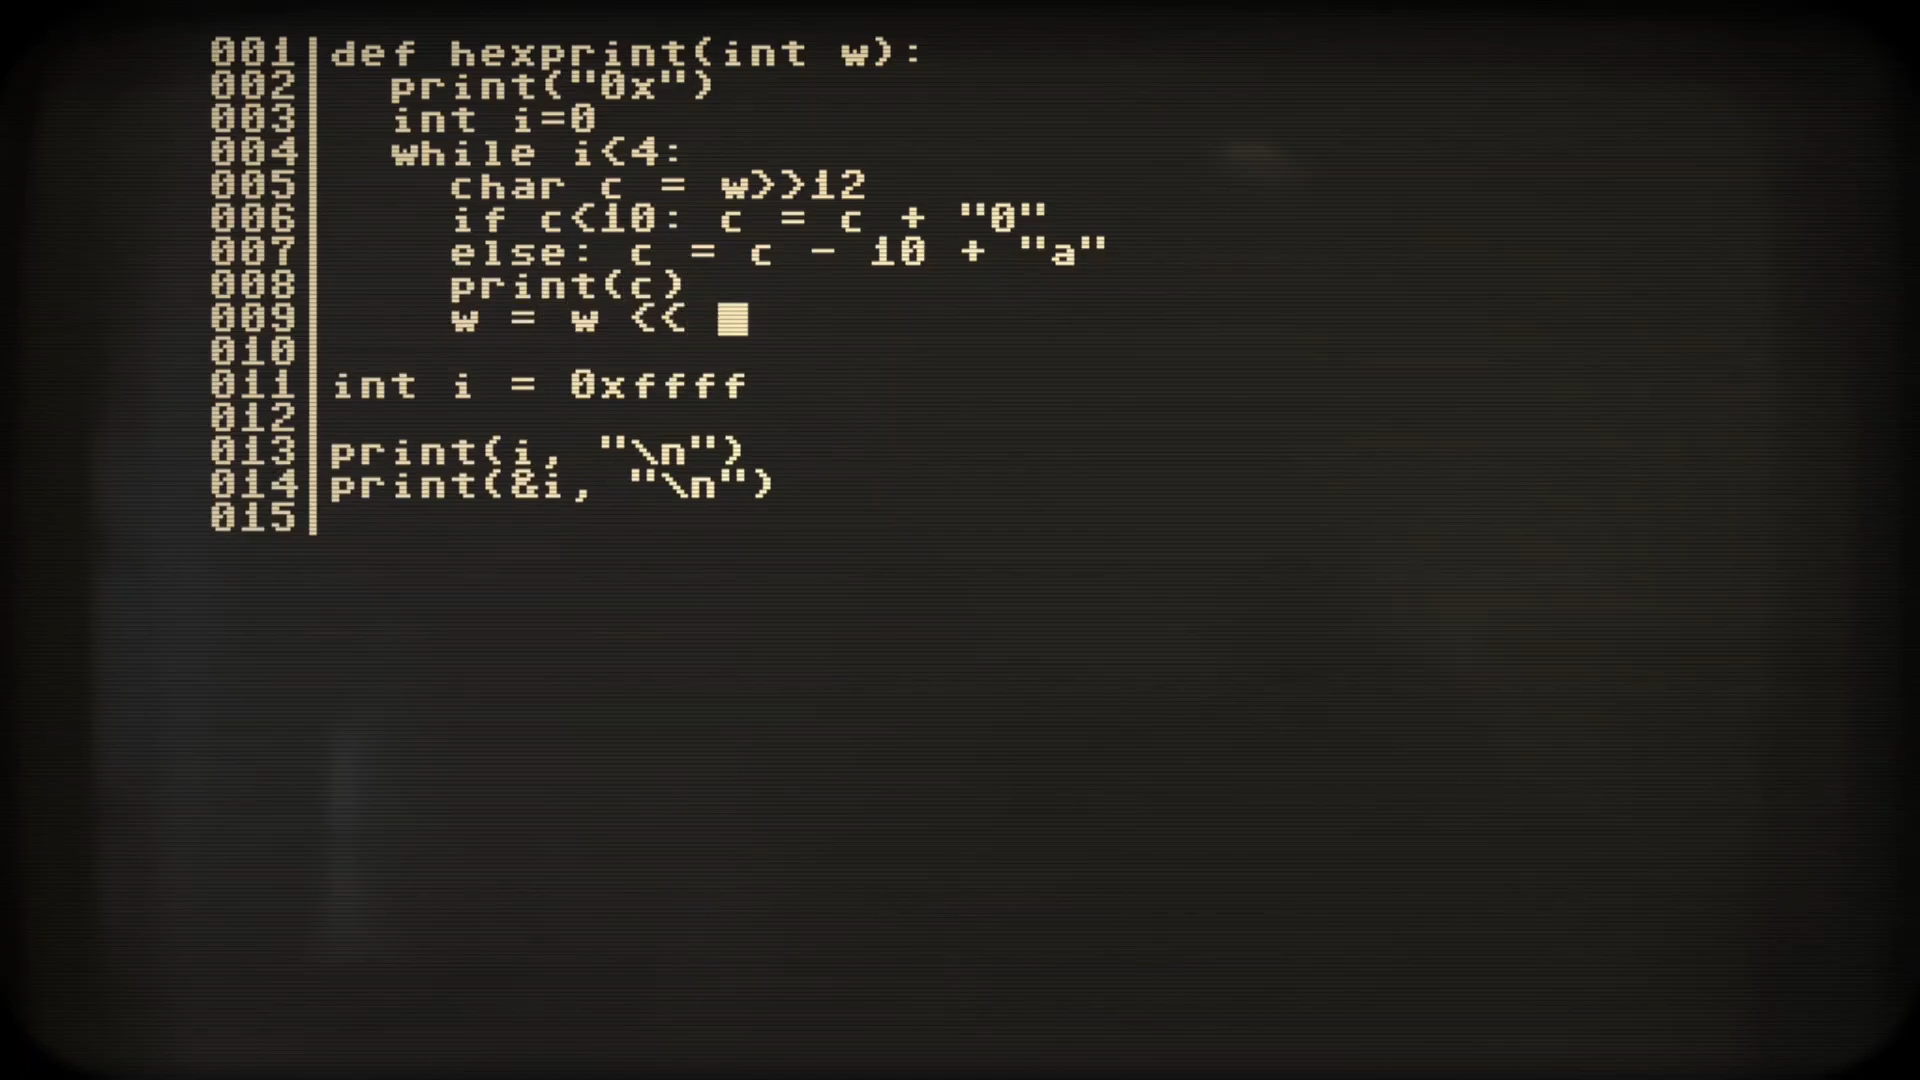 001 def hexprint(int w):
002   print("0x")
003   int i=0
004   while i<4:
005     char c = w>>12
006     if c<10: c = c + "0"
007     else: c = c - 10 + "a"
008     print(c)
009     w = w <<
010
011 int i = 0xffff
012
013 print(i, "\n")
014 print(&i, "\n")
015